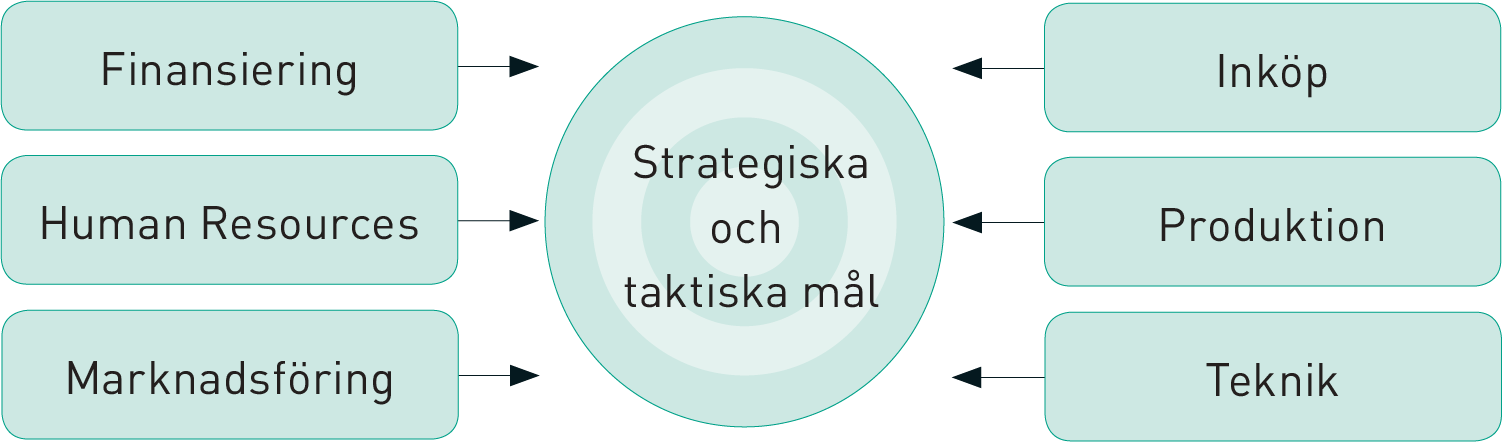 Finansiering
Human Resources
Marknadsföring
Strategiska
och
taktiska mål
Inköp
Produktion
Teknik